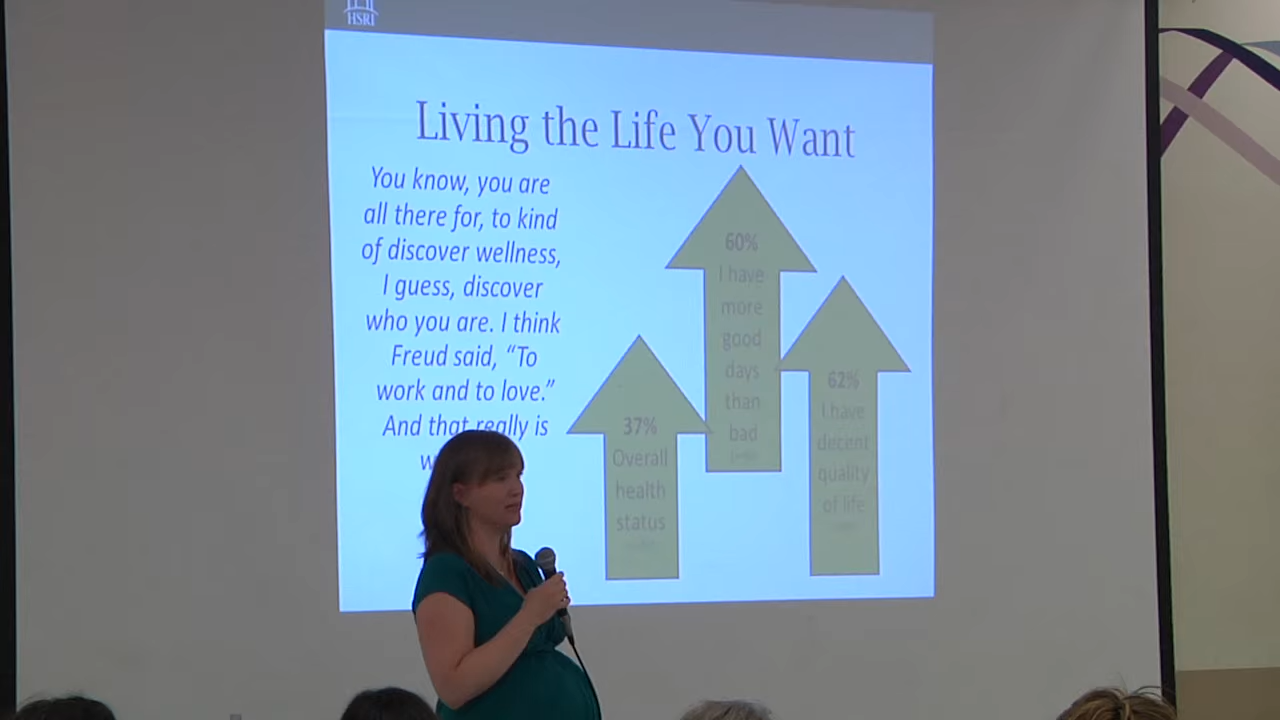 HSRI
Living the Life You Want
You know, you are
all there for, to kind
of discover wellness,
I guess, discover
who you are. I think
Freud said, “To
work and to love.”
And that really is
37%
Overall
health
status
60%
I have
more
good
days
than
bad
62%
I have
decent
quality
of life